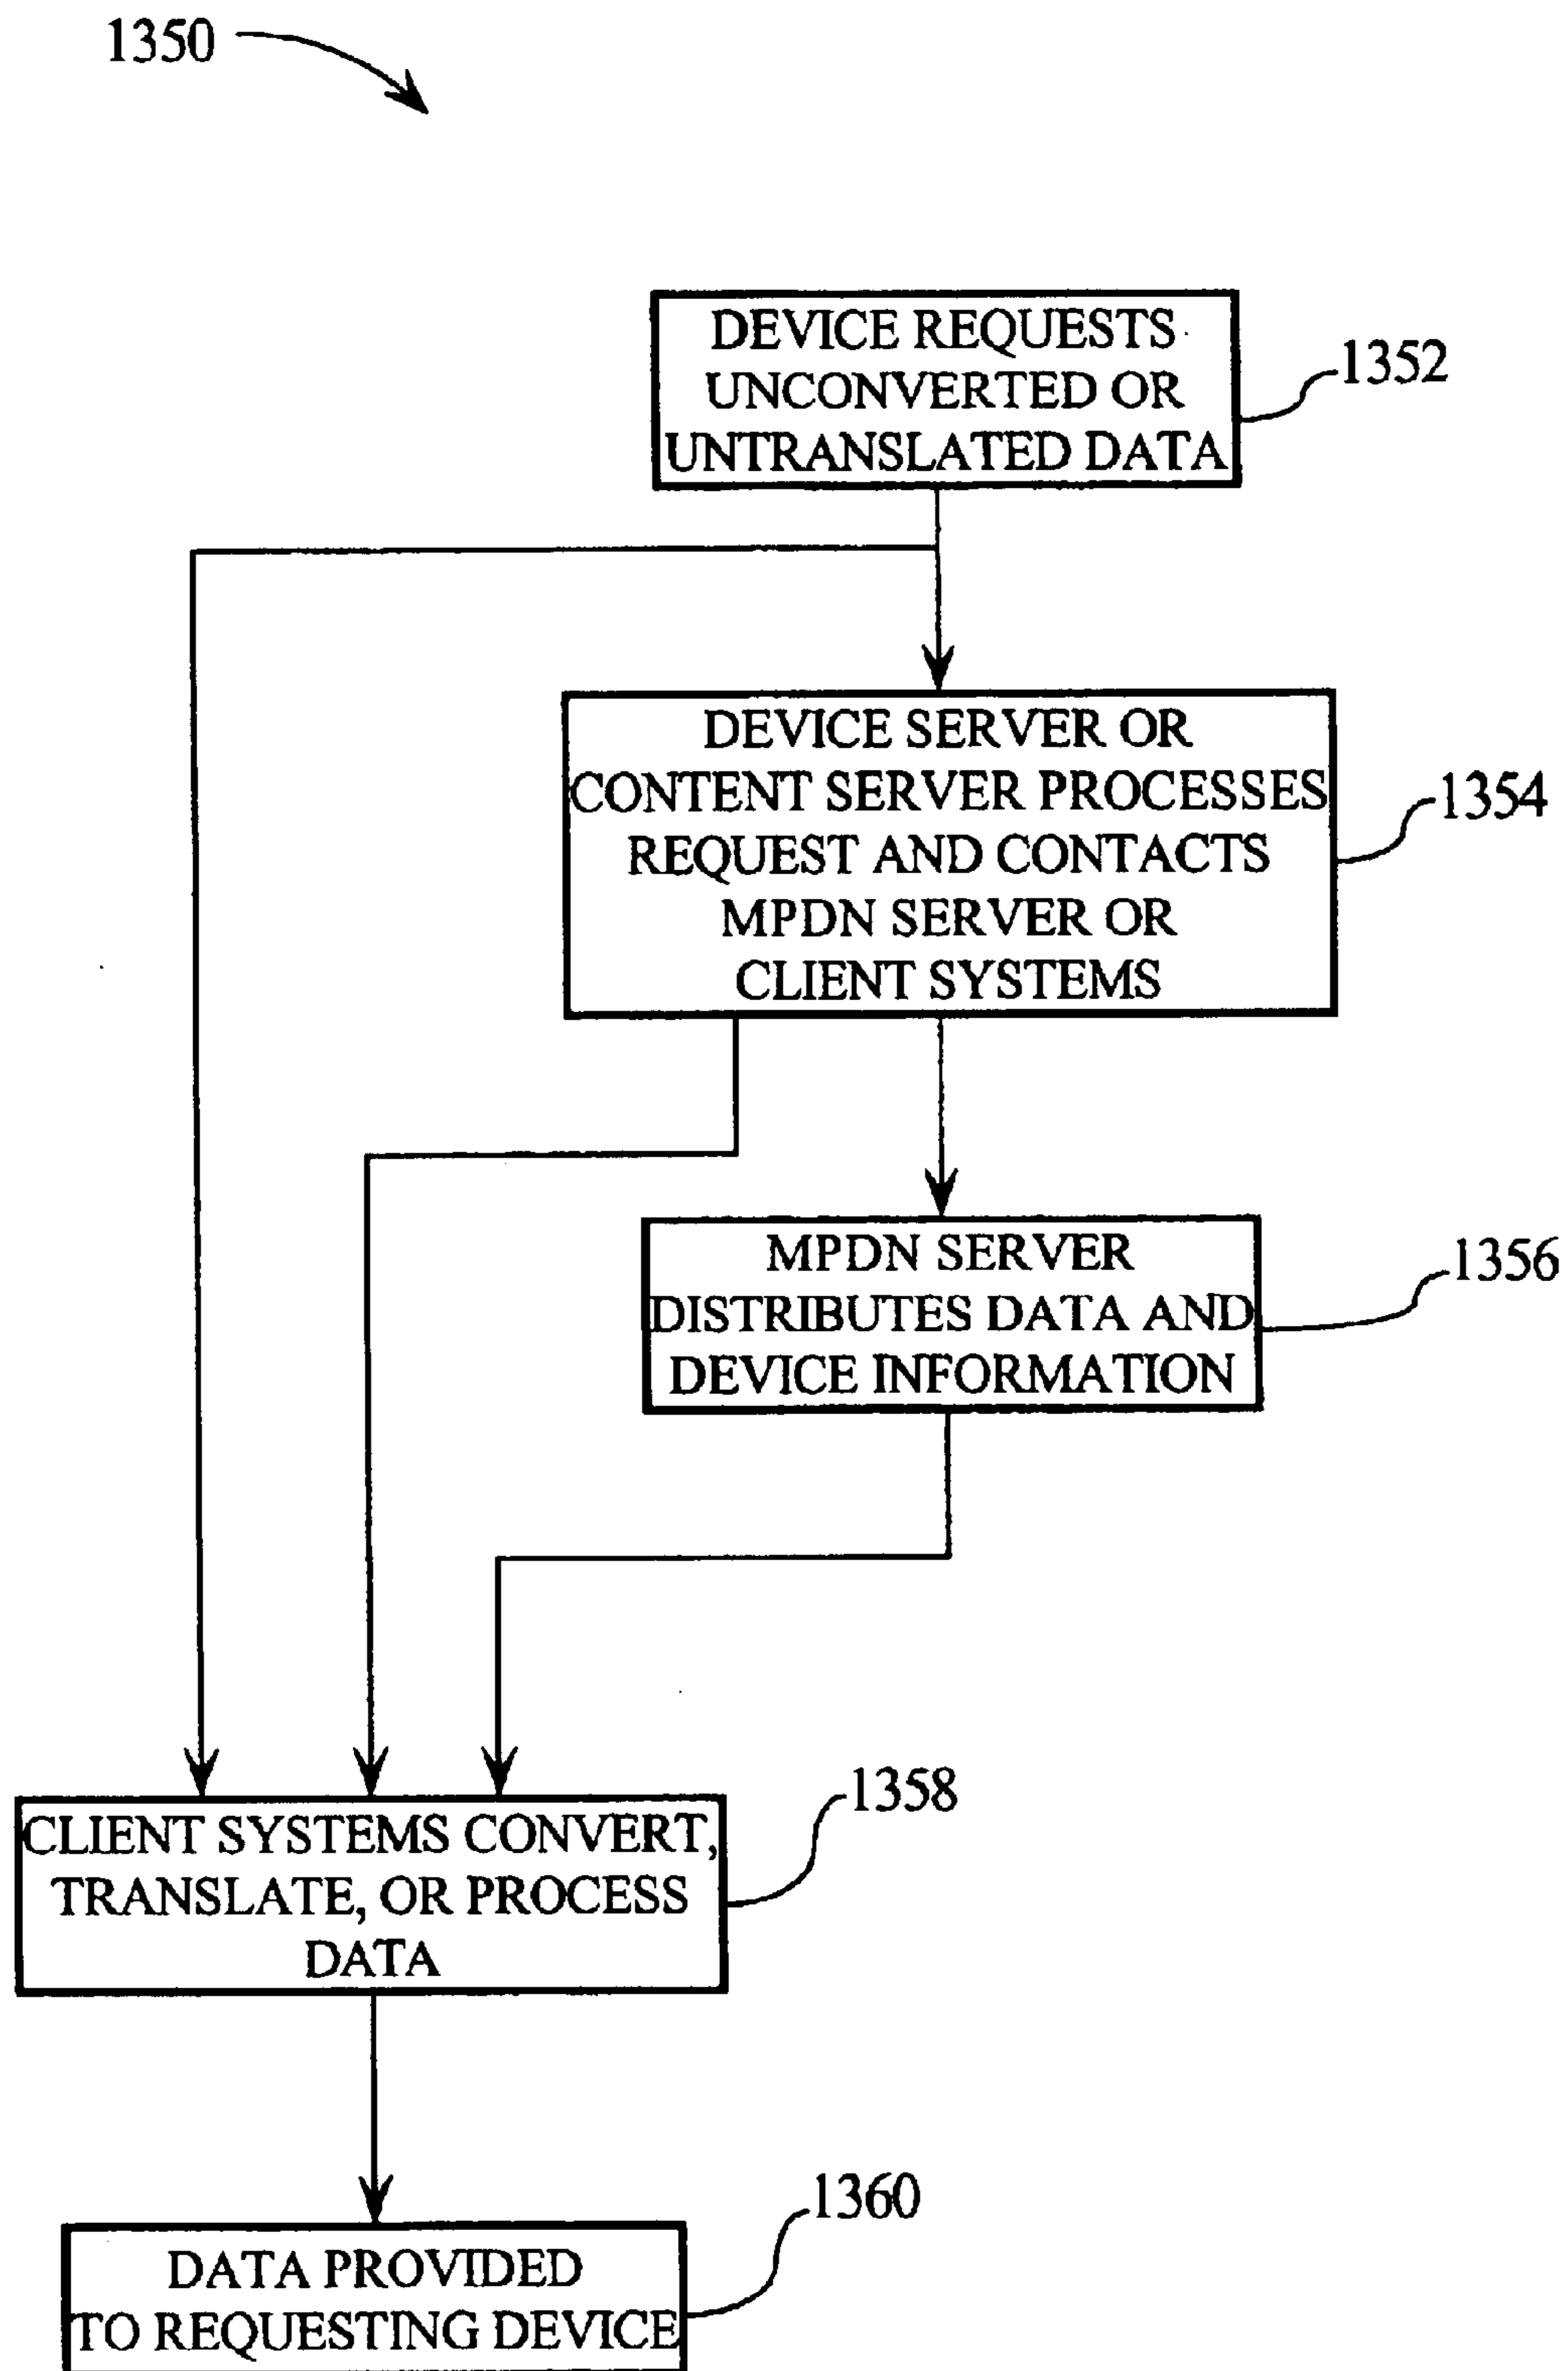 1350
DEVICE REQUESTS
UNCONVERTED OR
UNTRANSLATED DATA
1352
DEVICE SERVER OR
CONTENT SERVER PROCESSES
REQUEST AND CONTACTS
MPDN SERVER OR
CLIENT SYSTEMS
1354
MPDN SERVER
DISTRIBUTES DATA AND
DEVICE INFORMATION
1356
CLIENT SYSTEMS CONVERT,
TRANSLATE, OR PROCESS
DATA
1358
DATA PROVIDED
TO REQUESTING DEVICE
1360